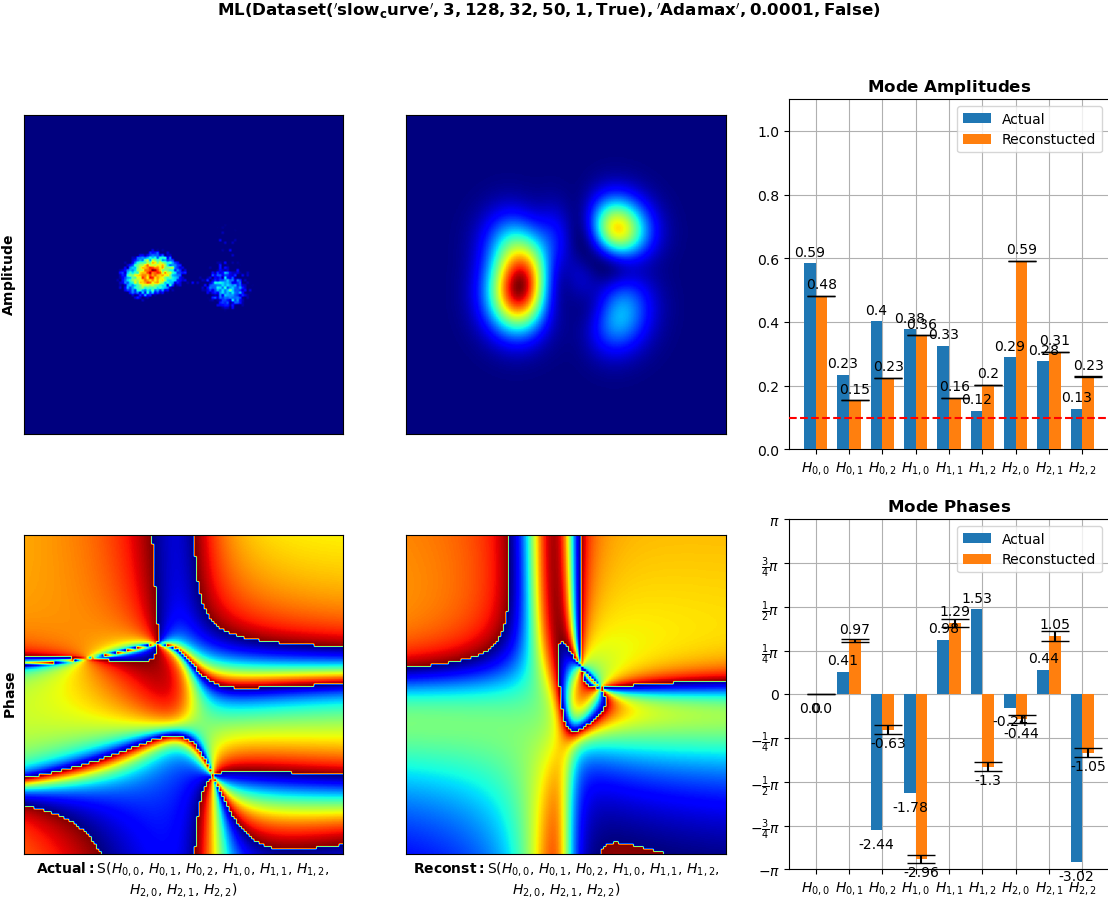 ML(Dataset('slow_curve', 3, 128, 32, 50, 1, True), 'Adamax', 0.0001, False)
Amplitude
Mode Amplitudes
Actual
Reconstucted
1.0
0.8
0.6
0.4
0.2
0.0
0.59
0.48
0.23
0.15
0.4
0.23
0.38
0.36
0.33
0.16
0.12
0.2
0.29
0.59
0.28
0.31
0.13
0.23
H0,0 H0,1 H0,2 H1,0 H1,1 H1,2 H2,0 H2,1 H2,2
Phase
Actual: S(H0,0, H0,1, H0,2, H1,0, H1,1, H1,2,
H2,0, H2,1, H2,2)
Reconst: S(H0,0, H0,1, H0,2, H1,0, H1,1, H1,2,
H2,0, H2,1, H2,2)
Mode Phases
Actual
Reconstucted
π
3/4π
1/2π
1/4π
0
−1/4π
−1/2π
−3/4π
−π
0.0
0.0
0.41
0.97
-2.44
-0.63
-1.78
-2.96
0.98
1.29
1.53
-1.3
-0.24
-0.44
0.44
1.05
-3.02
-1.05
H0,0 H0,1 H0,2 H1,0 H1,1 H1,2 H2,0 H2,1 H2,2